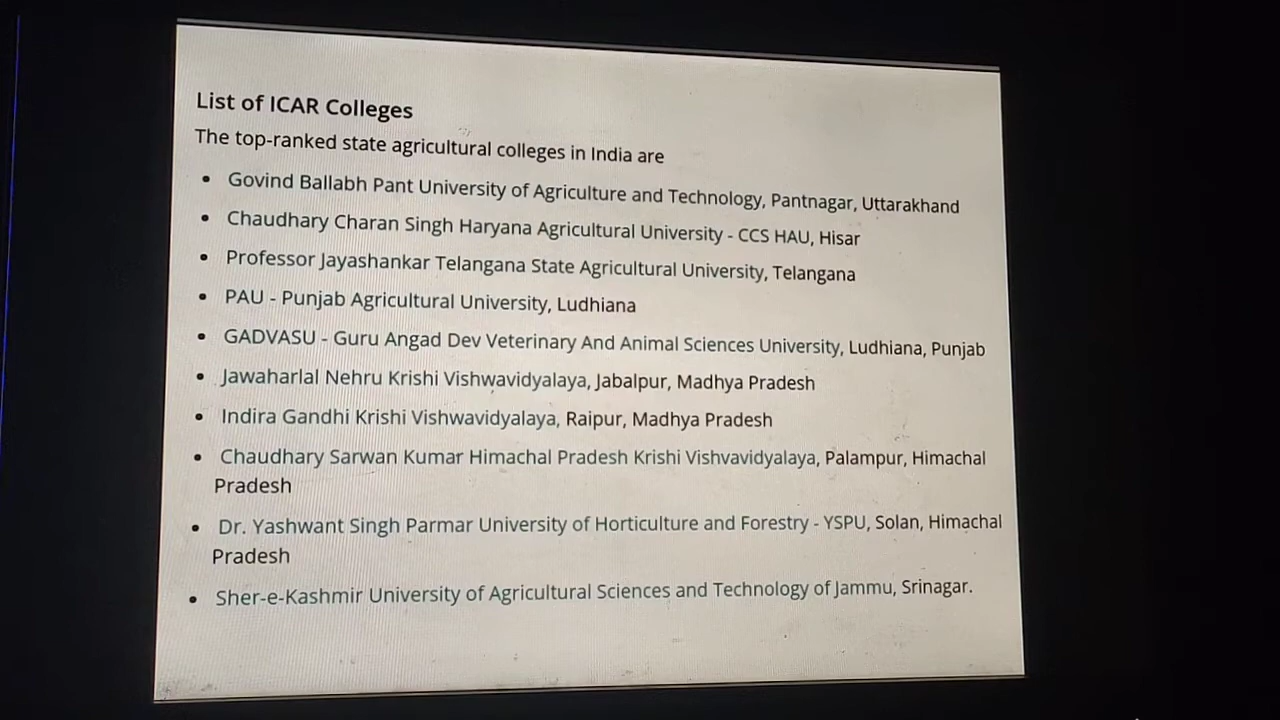 List of ICAR Colleges
The top-ranked state agricultural colleges in India are
• Govind Ballabh Pant University of Agriculture and Technology, Pantnagar, Uttarakhand
• Chaudhary Charan Singh Haryana Agricultural University - CCS HAU, Hisar
• Professor Jayashankar Telangana State Agricultural University, Telangana
• PAU - Punjab Agricultural University, Ludhiana
• GADVASU - Guru Angad Dev Veterinary And Animal Sciences University, Ludhiana, Punjab
• Jawaharlal Nehru Krishi Vishwavidyalaya, Jabalpur, Madhya Pradesh
• Indira Gandhi Krishi Vishwavidyalaya, Raipur, Madhya Pradesh
• Chaudhary Sarwan Kumar Himachal Pradesh Krishi Vishvavidyalaya, Palampur, Himachal
Pradesh
• Dr. Yashwant Singh Parmar University of Horticulture and Forestry - YSPU, Solan, Himachal
Pradesh
• Sher-e-Kashmir University of Agricultural Sciences and Technology of Jammu, Srinagar.